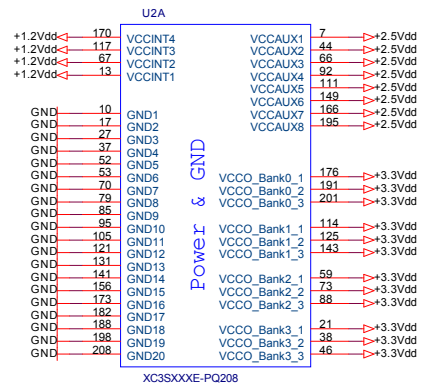 U2A
+1.2Vdd 170 VCCINT4 VCCAUX1 7 +2.5Vdd
+1.2Vdd 117 VCCINT3 VCCAUX2 44 +2.5Vdd
+1.2Vdd 67 VCCINT2 VCCAUX3 66 +2.5Vdd
+1.2Vdd 13 VCCINT1 VCCAUX4 92 +2.5Vdd
VCCAUX5 111 +2.5Vdd
VCCAUX6 149 +2.5Vdd
VCCAUX7 166 +2.5Vdd
VCCAUX8 195 +2.5Vdd
GND 10 GND1
GND 17 GND2
GND 27 GND3
GND 37 GND4
GND 52 GND5
GND 53 GND6 VCCO_Bank0_1 176 +3.3Vdd
GND 70 GND7 VCCO_Bank0_2 191 +3.3Vdd
GND 79 GND8 VCCO_Bank0_3 201 +3.3Vdd
GND 85 GND9
GND 95 GND10 VCCO_Bank1_1 114 +3.3Vdd
GND 105 GND11 VCCO_Bank1_2 125 +3.3Vdd
GND 121 GND12 VCCO_Bank1_3 143 +3.3Vdd
GND 131 GND13
GND 141 GND14 VCCO_Bank2_1 59 +3.3Vdd
GND 156 GND15 VCCO_Bank2_2 73 +3.3Vdd
GND 173 GND16 VCCO_Bank2_3 88 +3.3Vdd
GND 182 GND17
GND 188 GND18 VCCO_Bank3_1 21 +3.3Vdd
GND 198 GND19 VCCO_Bank3_2 38 +3.3Vdd
GND 208 GND20 VCCO_Bank3_3 46 +3.3Vdd
Power & GND
XC3SXXXE-PQ208